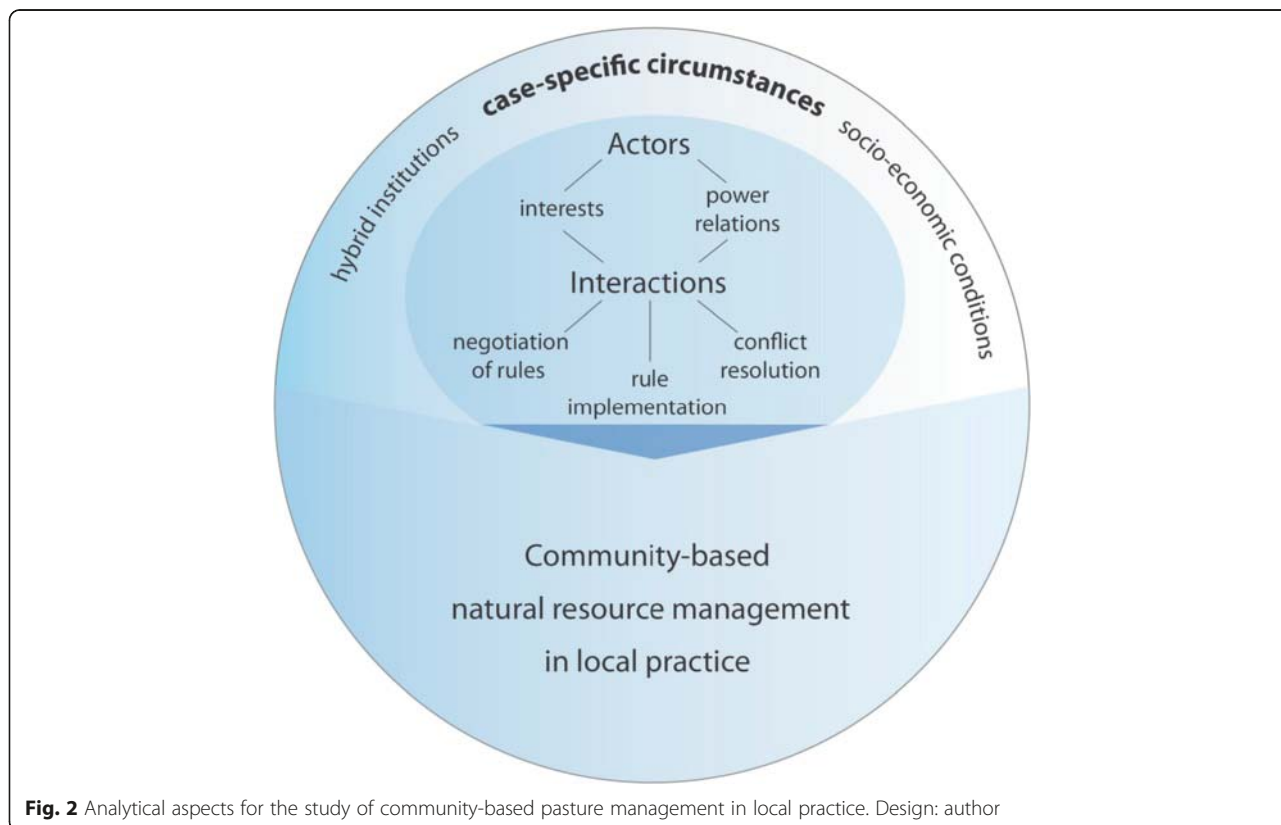 case-specific circumstances
hybrid institutions
socio-economic conditions
Actors
interests
power
relations
Interactions
negotiation
of rules
rule
implementation
conflict
resolution
Community-based
natural resource management
in local practice
Fig. 2 Analytical aspects for the study of community-based pasture management in local practice. Design: author